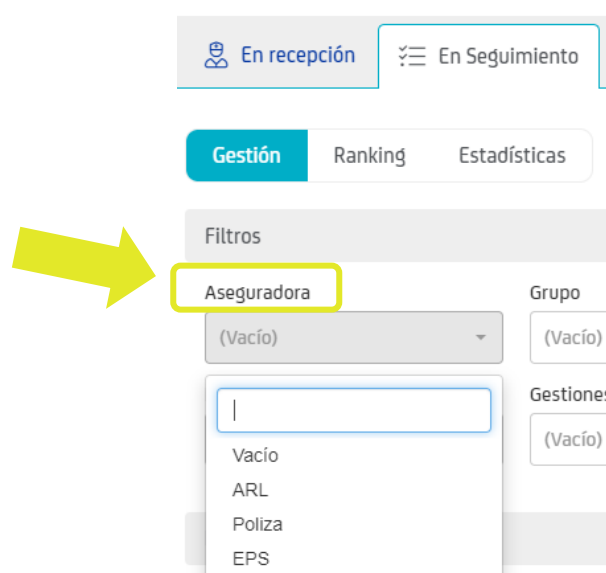 En recepción
En Seguimiento
Gestión
Ranking
Estadísticas
Filtros
Aseguradora
Grupo
(Vacío)
(Vacío)
Gestiones
(Vacío)
Vacío
ARL
Poliza
EPS